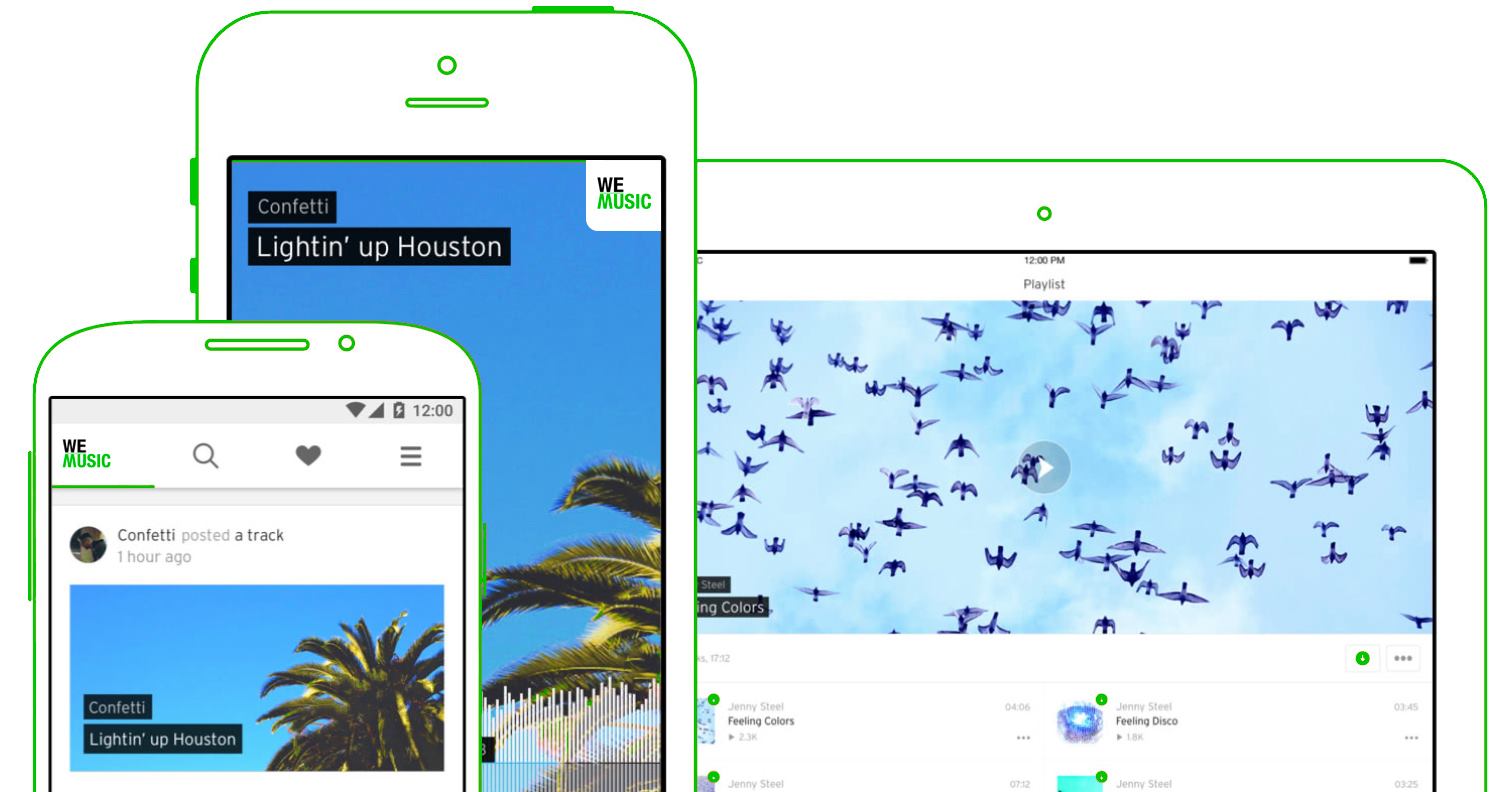 Confetti
Lightin' up Houston
WE
MUSIC
12:00
WE
MUSIC
Confetti posted a track
1 hour ago
Confetti
Lightin' up Houston
12:00 PM
Playlist
Steel
ing Colors
17:12
Jenny Steel
04:06
Feeling Colors
2.3K
Jenny Steel
03:45
Feeling Disco
1.8K
Jenny Steel
07:12
Jenny Steel
03:25